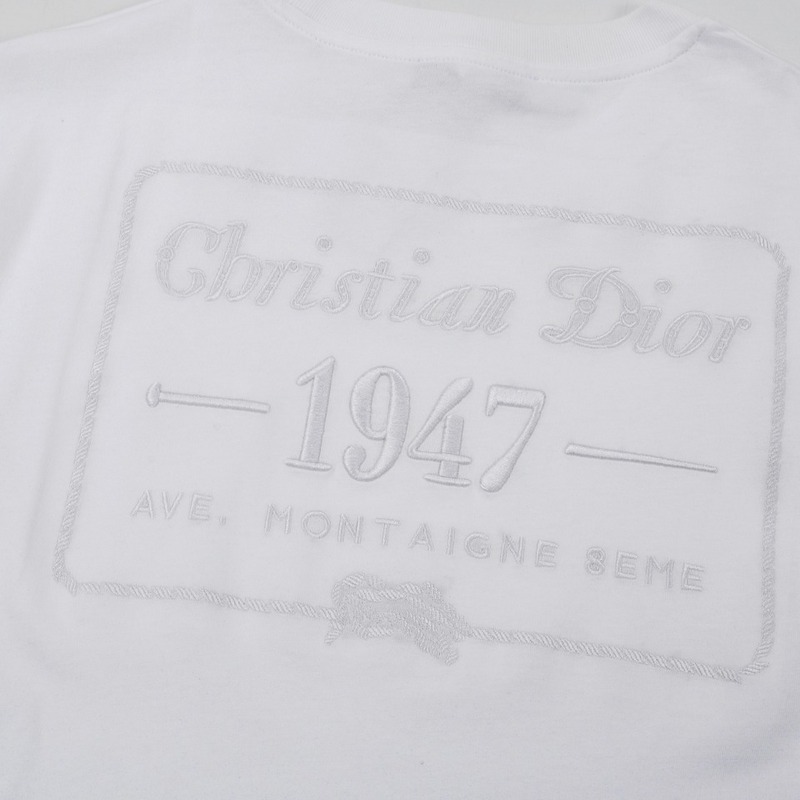 Christian Dior
1947
AVE. MONTAIGNE 8EME